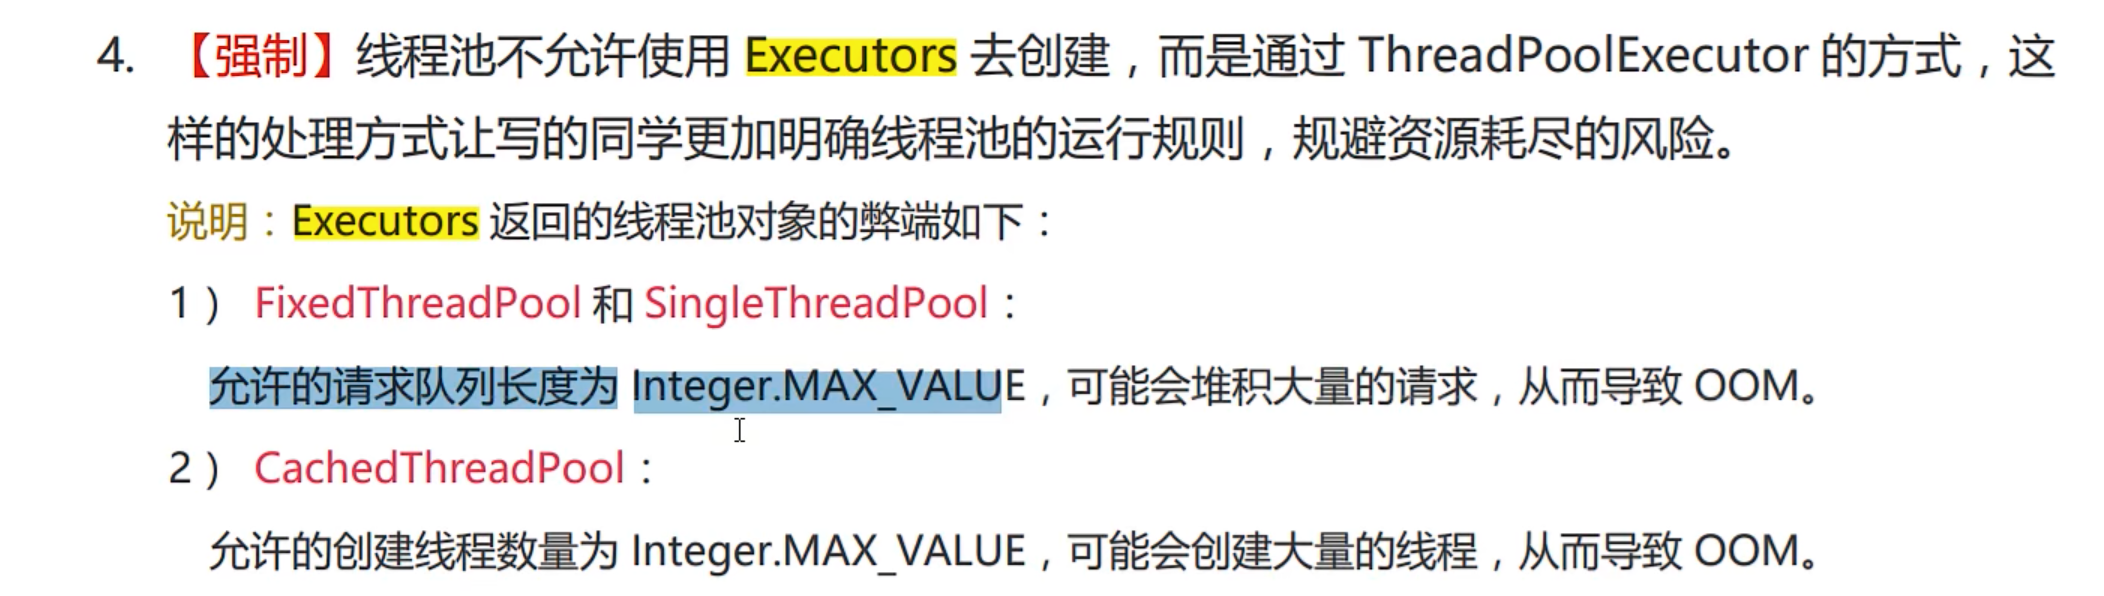 4. 【强制】线程池不允许使用 Executors 去创建，而是通过 ThreadPoolExecutor 的方式，这
样的处理方式让写的同学更加明确线程池的运行规则，规避资源耗尽的风险。
说明：Executors 返回的线程池对象的弊端如下：
1） FixedThreadPool 和 SingleThreadPool：
允许的请求队列长度为 Integer.MAX_VALUE，可能会堆积大量的请求，从而导致 OOM。
2） CachedThreadPool：
允许的创建线程数量为 Integer.MAX_VALUE，可能会创建大量的线程，从而导致 OOM。